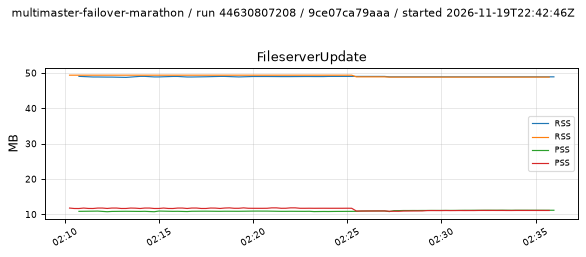 multimaster-failover-marathon / run 44630807208 / 9ce07ca79aaa / started 2026-11-19T22:42:46Z
FileserverUpdate
MB
50
40
30
20
10
RSS
RSS
PSS
PSS
02:10
02:15
02:20
02:25
02:30
02:35